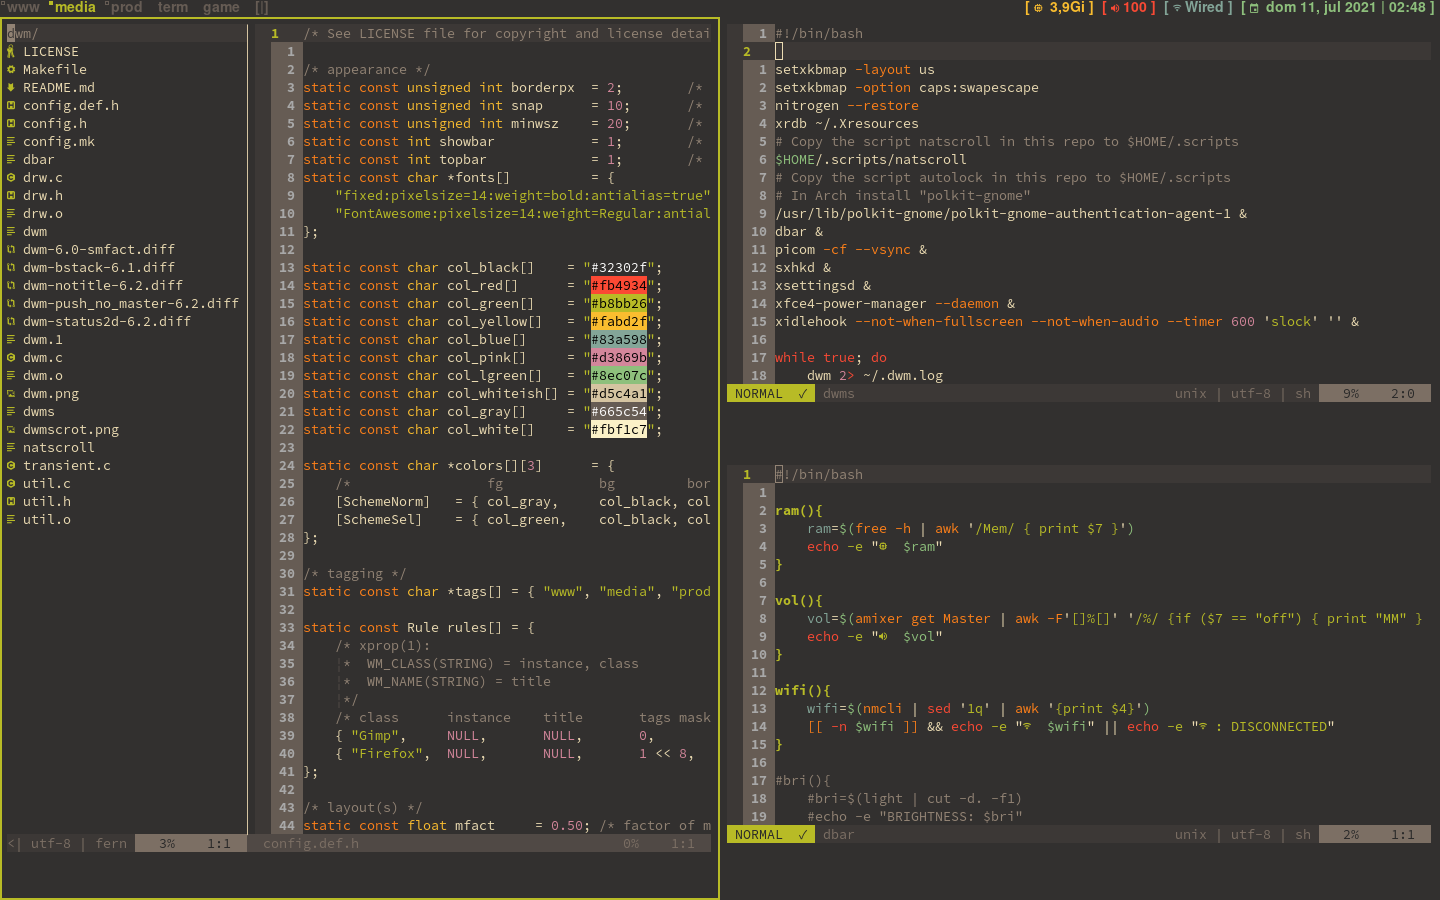 www media prod term game [|] [ 3,9Gi ] [ 100 ] [ Wired ] [ dom 11, jul 2021 | 02:48 ]
dwm/
LICENSE
Makefile
README.md
config.def.h
config.h
config.mk
dbar
drw.c
drw.h
drw.o
dwm
dwm-6.0-smfact.diff
dwm-bstack-6.1.diff
dwm-notitle-6.2.diff
dwm-push_no_master-6.2.diff
dwm-status2d-6.2.diff
dwm.1
dwm.c
dwm.o
dwm.png
dwms
dwmscrot.png
natscroll
transient.c
util.c
util.h
util.o
<| utf-8 | fern 3% 1:1
1 /* See LICENSE file for copyright and license detai
1
2 /* appearance */
3 static const unsigned int borderpx  = 2;        /*
4 static const unsigned int snap      = 10;       /*
5 static const unsigned int minwsz    = 20;       /*
6 static const int showbar            = 1;        /*
7 static const int topbar             = 1;        /*
8 static const char *fonts[]          = {
9     "fixed:pixelsize=14:weight=bold:antialias=true"
10     "FontAwesome:pixelsize=14:weight=Regular:antial
11 };
12
13 static const char col_black[]    = "#32302f";
14 static const char col_red[]      = "#fb4934";
15 static const char col_green[]    = "#b8bb26";
16 static const char col_yellow[]   = "#fabd2f";
17 static const char col_blue[]     = "#83a598";
18 static const char col_pink[]     = "#d3869b";
19 static const char col_lgreen[]   = "#8ec07c";
20 static const char col_whiteish[] = "#d5c4a1";
21 static const char col_gray[]     = "#665c54";
22 static const char col_white[]    = "#fbf1c7";
23
24 static const char *colors[][3]      = {
25     /*                 fg            bg         bor
26     [SchemeNorm]   = { col_gray,     col_black, col
27     [SchemeSel]    = { col_green,    col_black, col
28 };
29
30 /* tagging */
31 static const char *tags[] = { "www", "media", "prod
32
33 static const Rule rules[] = {
34     /* xprop(1):
35     |*  WM_CLASS(STRING) = instance, class
36     |*  WM_NAME(STRING) = title
37     |*/
38     /* class      instance    title       tags mask
39     { "Gimp",     NULL,       NULL,       0,
40     { "Firefox",  NULL,       NULL,       1 << 8,
41 };
42
43 /* layout(s) */
44 static const float mfact     = 0.50; /* factor of m
config.def.h 0% 1:1
1 #!/bin/bash
2
1 setxkbmap -layout us
2 setxkbmap -option caps:swapescape
3 nitrogen --restore
4 xrdb ~/.Xresources
5 # Copy the script natscroll in this repo to $HOME/.scripts
6 $HOME/.scripts/natscroll
7 # Copy the script autolock in this repo to $HOME/.scripts
8 # In Arch install "polkit-gnome"
9 /usr/lib/polkit-gnome/polkit-gnome-authentication-agent-1 &
10 dbar &
11 picom -cf --vsync &
12 sxhkd &
13 xsettingsd &
14 xfce4-power-manager --daemon &
15 xidlehook --not-when-fullscreen --not-when-audio --timer 600 'slock' '' &
16
17 while true; do
18     dwm 2> ~/.dwm.log
NORMAL ✓ dwms unix | utf-8 | sh 9% 2:0
1 #!/bin/bash
1
2 ram(){
3     ram=$(free -h | awk '/Mem/ { print $7 }')
4     echo -e "  $ram"
5 }
6
7 vol(){
8     vol=$(amixer get Master | awk -F'[]%[]' '/%/ {if ($7 == "off") { print "MM" }
9     echo -e "  $vol"
10 }
11
12 wifi(){
13     wifi=$(nmcli | sed '1q' | awk '{print $4}')
14     [[ -n $wifi ]] && echo -e "  $wifi" || echo -e " : DISCONNECTED"
15 }
16
17 #bri(){
18     #bri=$(light | cut -d. -f1)
19     #echo -e "BRIGHTNESS: $bri"
NORMAL ✓ dbar unix | utf-8 | sh 2% 1:1